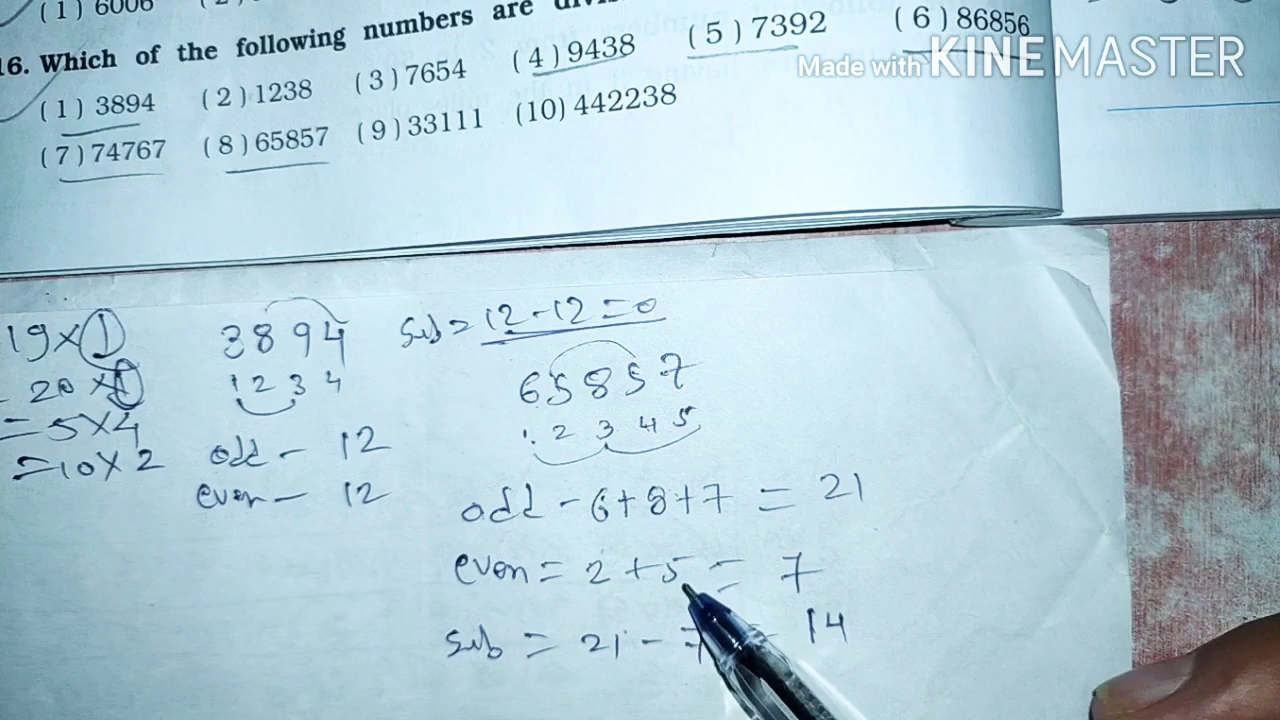 (1) 6006
16. Which of the following numbers are
(1) 3894 (2) 1238 (3) 7654 (4) 9438 (5) 7392 (6) 86856
(7) 74767 (8) 65857 (9) 33111 (10) 442238
Made with KINEMASTER
19×1
20×1
=5×4
=10×2
3894
1 2 3 4
odd - 12
even - 12
Sub = 12-12=0
65857
1 2 3 4 5
odd - 6+8+7 = 21
even = 2+5 = 7
Sub = 21 - 7 = 14